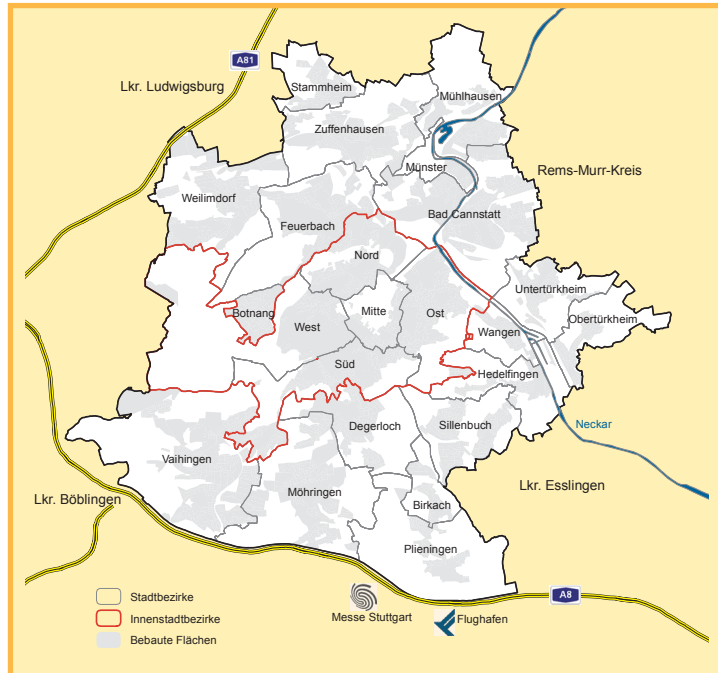 A81
Lkr. Ludwigsburg
Stammheim
Mühlhausen
Zuffenhausen
Münster
Rems-Murr-Kreis
Weilimdorf
Feuerbach
Bad Cannstatt
Nord
Untertürkheim
Botnang
West
Mitte
Ost
Obertürkheim
Wangen
Süd
Hedelfingen
Degerloch
Sillenbuch
Neckar
Vaihingen
Lkr. Esslingen
Möhringen
Lkr. Böblingen
Birkach
Plieningen
A8
Stadtbezirke
Innenstadtbezirke
Bebaute Flächen
Messe Stuttgart
Flughafen